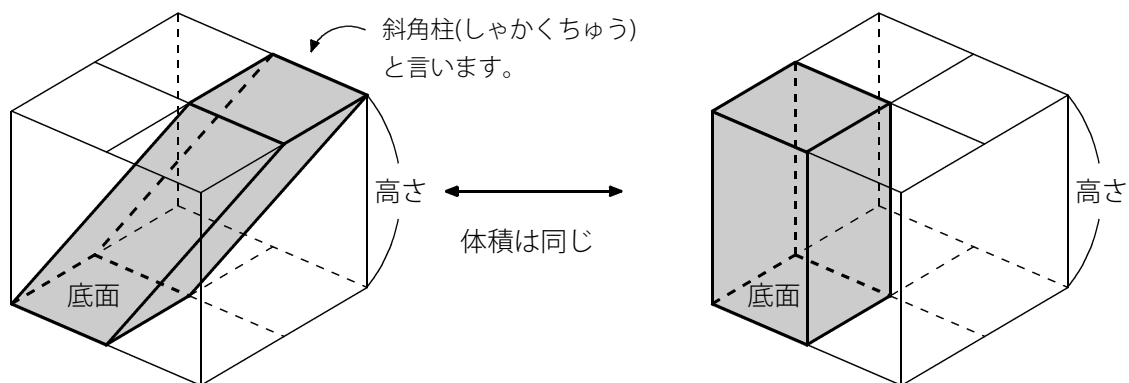 斜角柱(しゃかくちゅう)
と言います。
高さ
体積は同じ
底面
高さ
底面